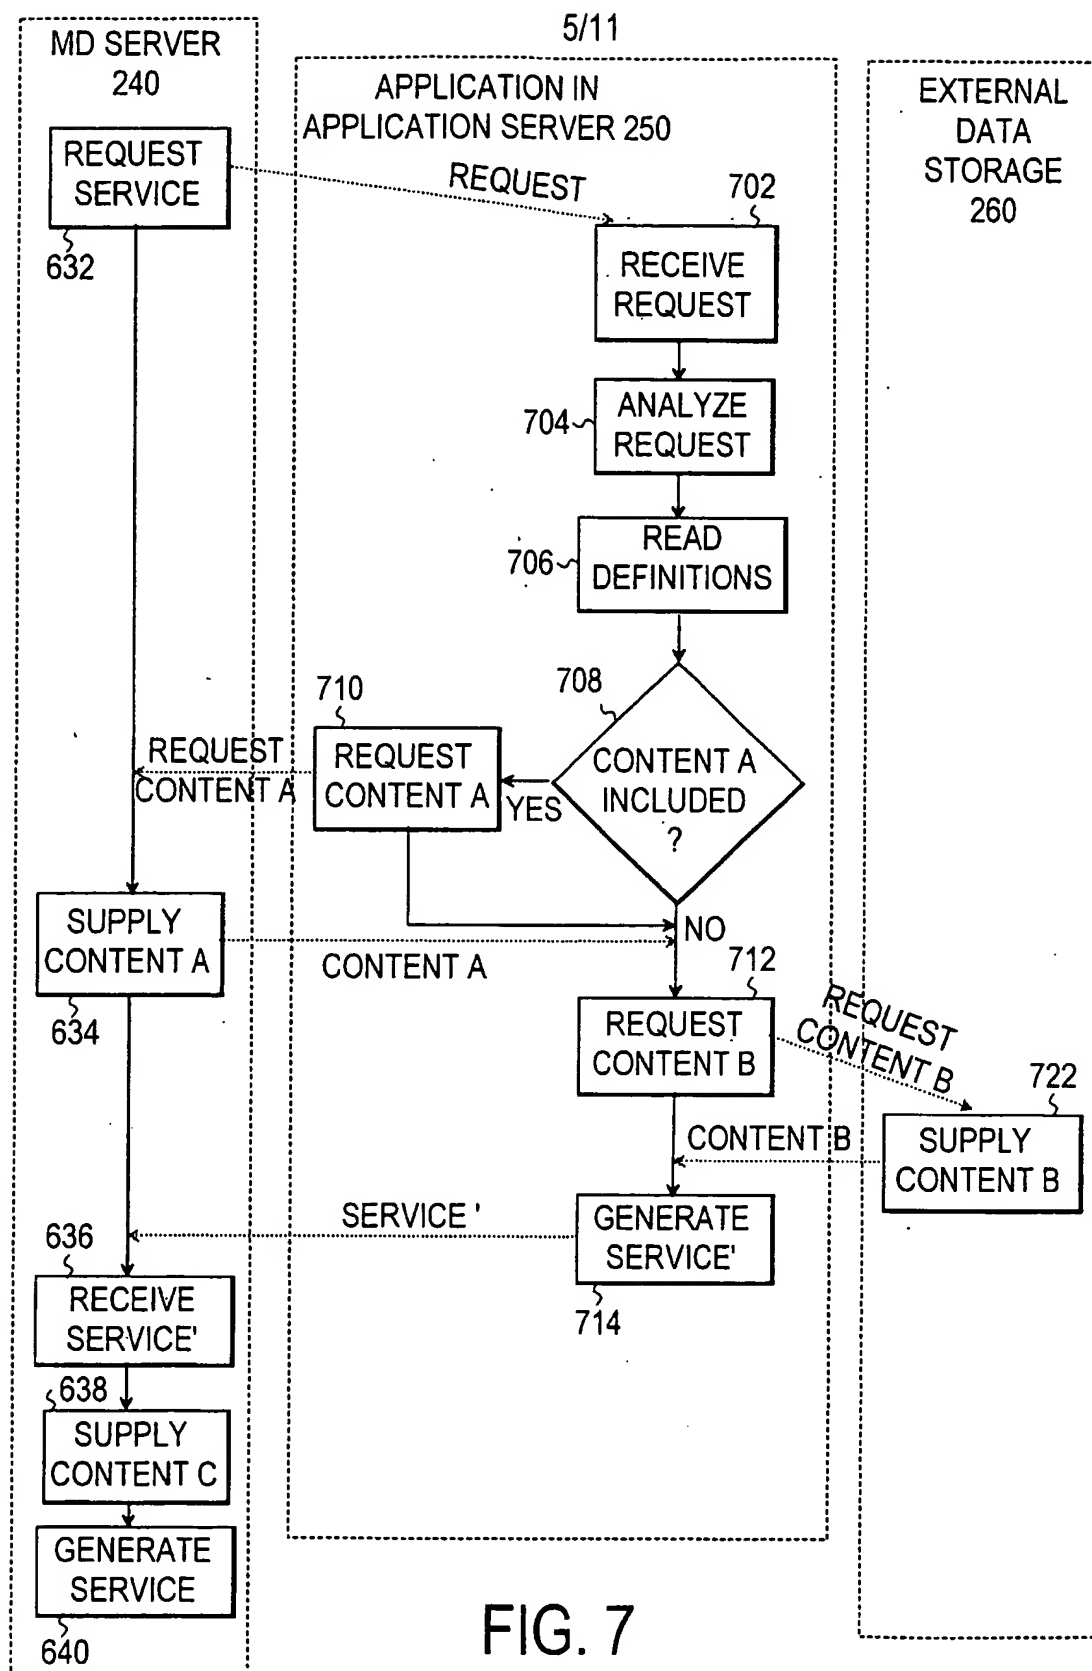 5/11
MD SERVER
240
REQUEST
SERVICE
632
APPLICATION IN
APPLICATION SERVER 250
EXTERNAL
DATA
STORAGE
260
REQUEST
702
RECEIVE
REQUEST
704
ANALYZE
REQUEST
706
READ
DEFINITIONS
708
CONTENT A
INCLUDED
?
YES
NO
710
REQUEST
CONTENT A
REQUEST
CONTENT A
SUPPLY
CONTENT A
634
CONTENT A
712
REQUEST
CONTENT B
REQUEST
CONTENT B
722
SUPPLY
CONTENT B
CONTENT B
GENERATE
SERVICE'
714
SERVICE '
636
RECEIVE
SERVICE'
638
SUPPLY
CONTENT C
GENERATE
SERVICE
640
FIG. 7